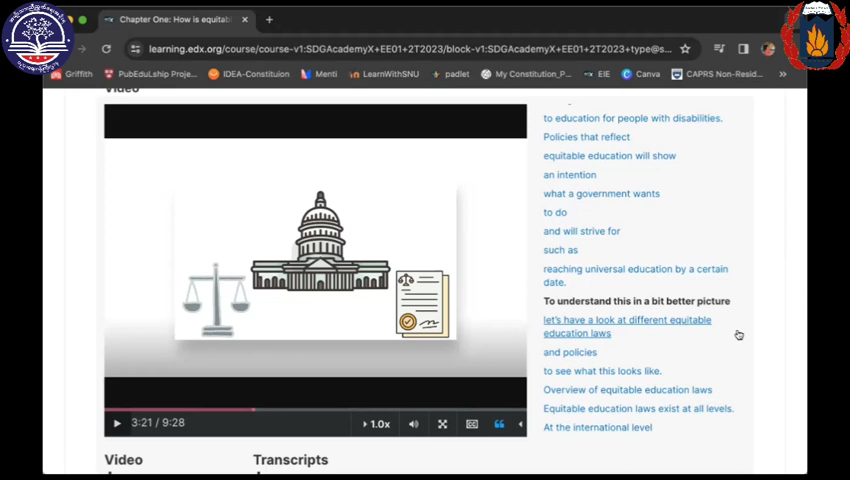 Chapter One: How is equitabl
learning.edx.org/course/course-v1:SDGAcademyX+EE01+2T2023/block-v1:SDGAcademyX+EE01+2T2023+type@s...
Griffith
PubEduLship Proje...
IDEA-Constituion
Menti
LearnWithSNU
padlet
My Constitution_P...
EIE
Canva
CAPRS Non-Resid...
Video
to education for people with disabilities.
Policies that reflect
equitable education will show
an intention
what a government wants
to do
and will strive for
such as
reaching universal education by a certain
date.
To understand this in a bit better picture
let's have a look at different equitable
education laws
and policies
to see what this looks like.
Overview of equitable education laws
Equitable education laws exist at all levels.
At the international level
3:21 / 9:28
1.0x
Video
Transcripts